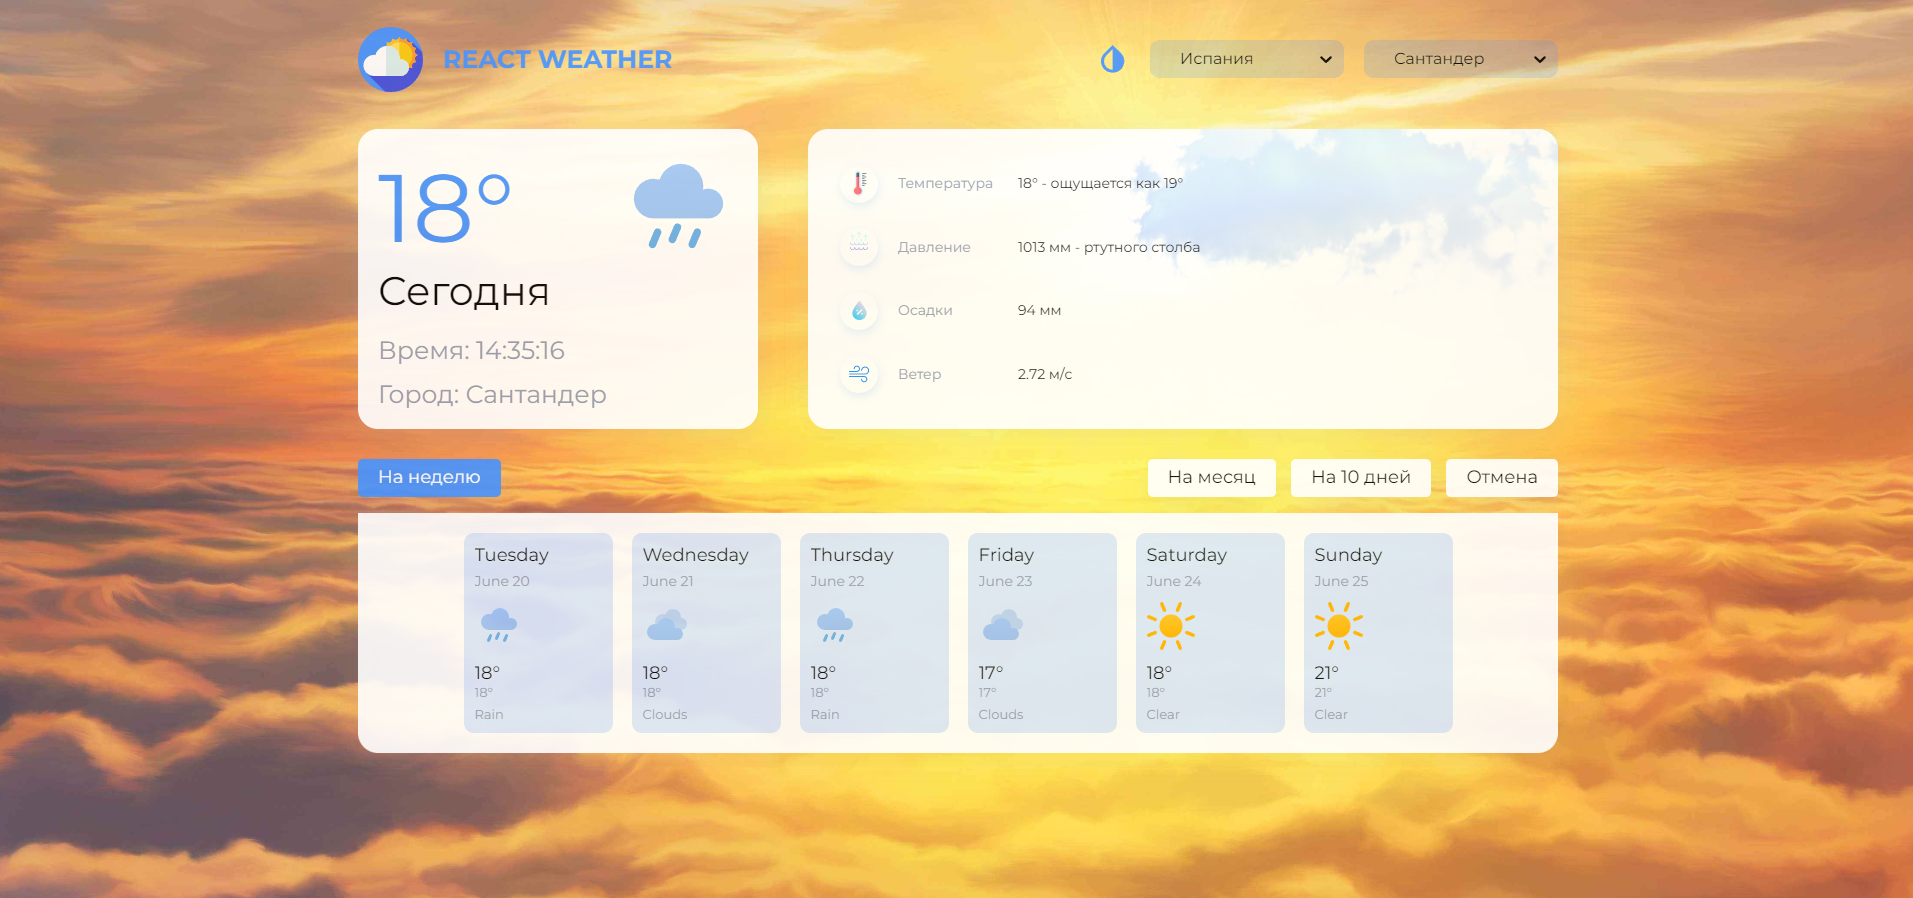 REACT WEATHER
Испания
Сантандер
18°
Сегодня
Время: 14:35:16
Город: Сантандер
Температура 18° - ощущается как 19°
Давление 1013 мм - ртутного столба
Осадки 94 мм
Ветер 2.72 м/с
На неделю
На месяц
На 10 дней
Отмена
Tuesday
June 20
18°
18°
Rain
Wednesday
June 21
18°
18°
Clouds
Thursday
June 22
18°
18°
Rain
Friday
June 23
17°
17°
Clouds
Saturday
June 24
18°
18°
Clear
Sunday
June 25
21°
21°
Clear